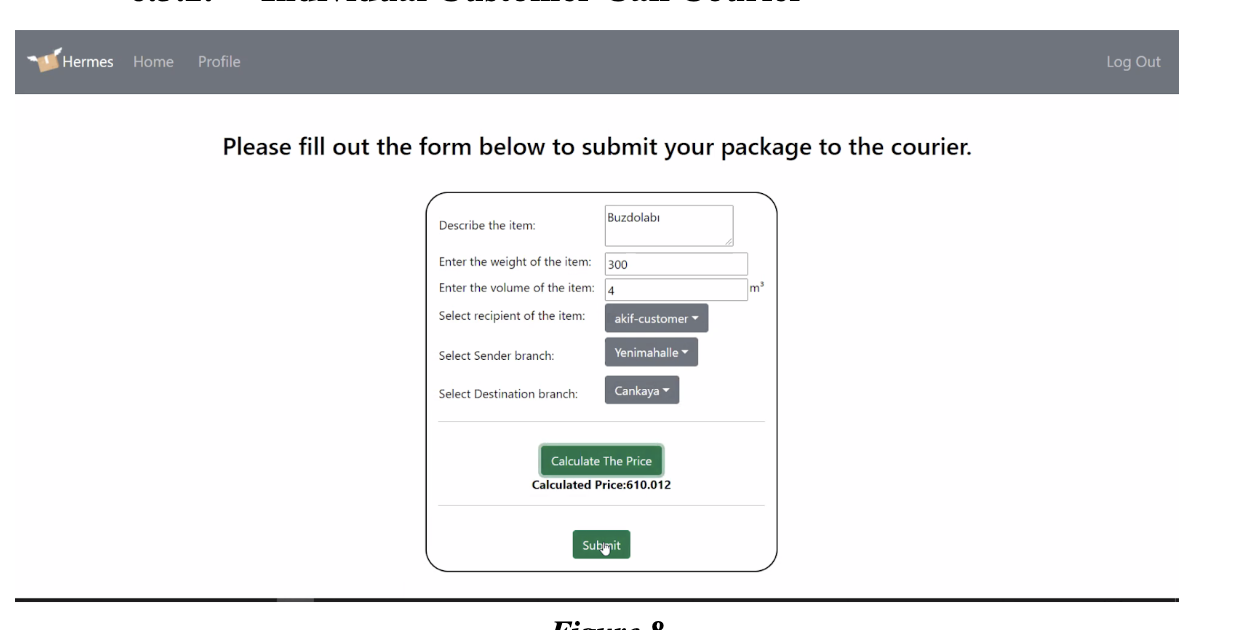 Individual Customer Call Courier
Hermes Home Profile Log Out
Please fill out the form below to submit your package to the courier.
Describe the item: Buzdolabı
Enter the weight of the item: 300
Enter the volume of the item: 4 m³
Select recipient of the item: akif-customer
Select Sender branch: Yenimahalle
Select Destination branch: Cankaya
Calculate The Price
Calculated Price:610.012
Submit
Figure 8